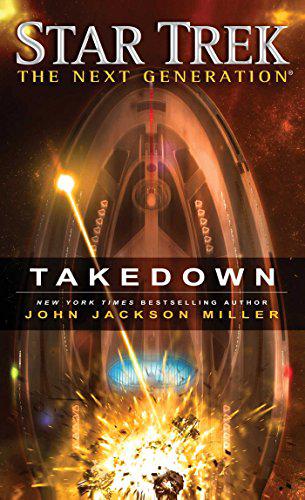 STAR TREK
THE NEXT GENERATION®
TAKEDOWN
NEW YORK TIMES BESTSELLING AUTHOR
JOHN JACKSON MILLER